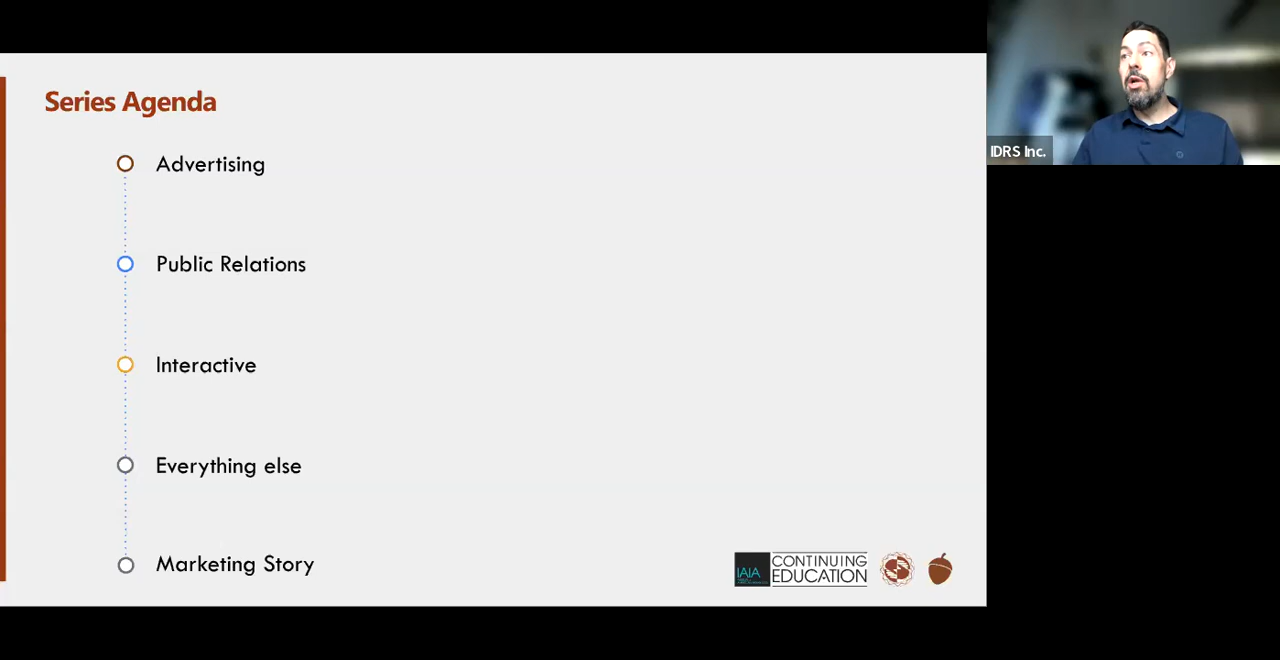 Series Agenda
Advertising
Public Relations
Interactive
Everything else
Marketing Story
IAIA
CONTINUING
EDUCATION
IDRS Inc.